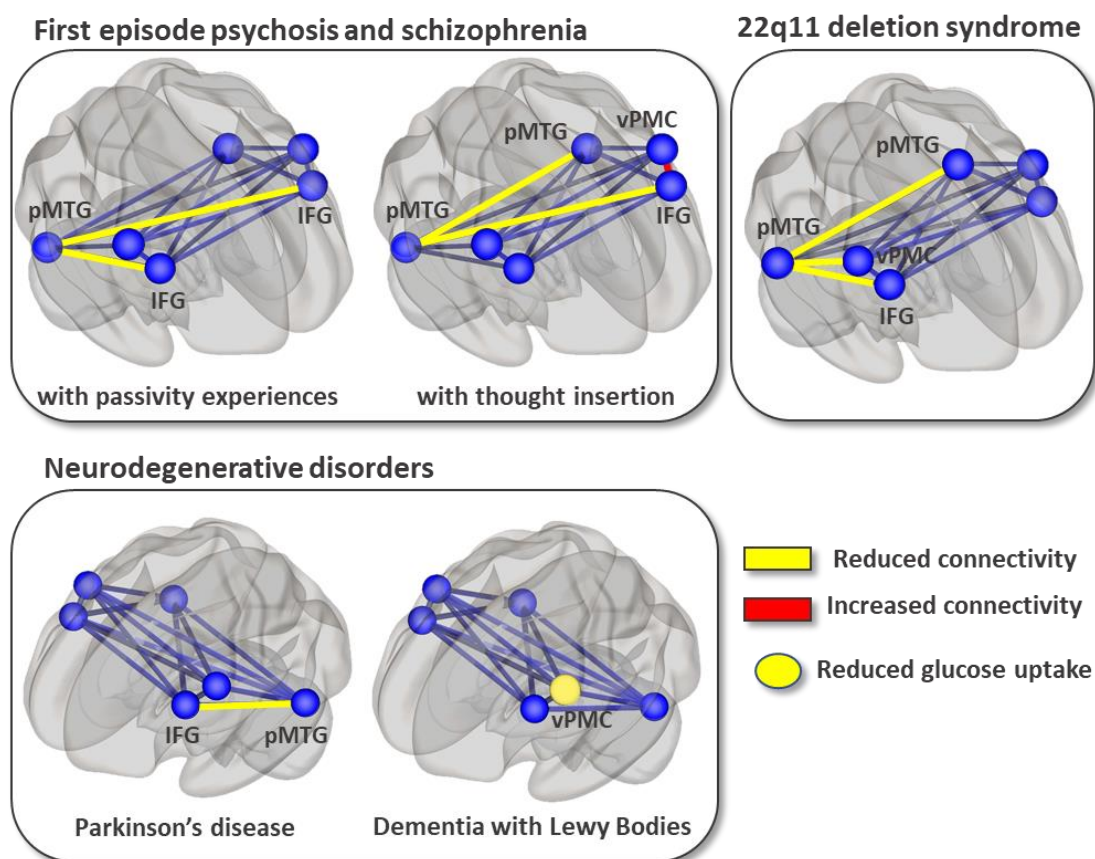 First episode psychosis and schizophrenia
22q11 deletion syndrome
pMTG
IFG
IFG
with passivity experiences
pMTG
vPMC
pMTG
IFG
with thought insertion
pMTG
pMTG
vPMC
IFG
Neurodegenerative disorders
IFG
pMTG
Parkinson’s disease
vPMC
Dementia with Lewy Bodies
Reduced connectivity
Increased connectivity
Reduced glucose uptake